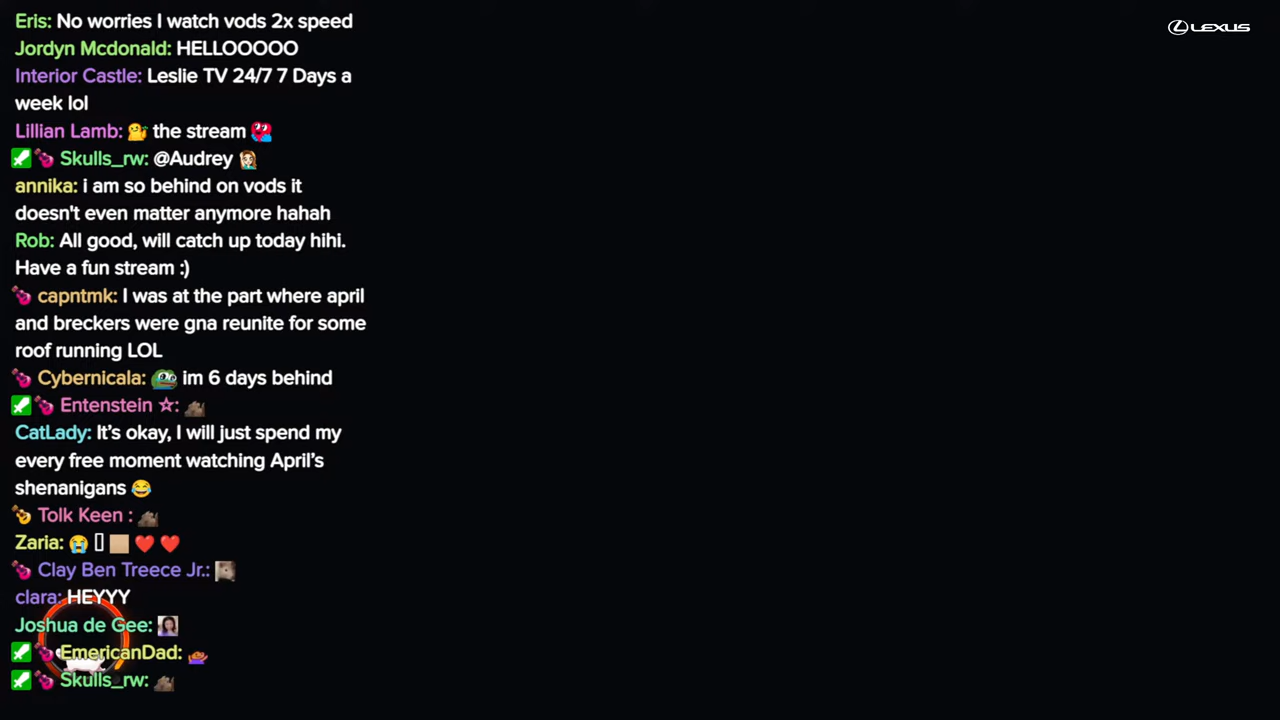 Eris: No worries I watch vods 2x speed
LEXUS
Jordyn Mcdonald: HELLOOOOO
Interior Castle: Leslie TV 24/7 7 Days a
week lol
Lillian Lamb: the stream
Skulls_rw: @Audrey
annika: i am so behind on vods it
doesn't even matter anymore hahah
Rob: All good, will catch up today hihi.
Have a fun stream :)
capntmk: I was at the part where april
and breckers were gna reunite for some
roof running LOL
Cybernicala: im 6 days behind
Entenstein ☆:
CatLady: It’s okay, I will just spend my
every free moment watching April’s
shenanigans 😂
Tolk Keen :
Zaria: 😭 ❤️ ❤️
Clay Ben Treece Jr.:
clara: HEYYY
Joshua de Gee:
EmericanDad:
Skulls_rw: